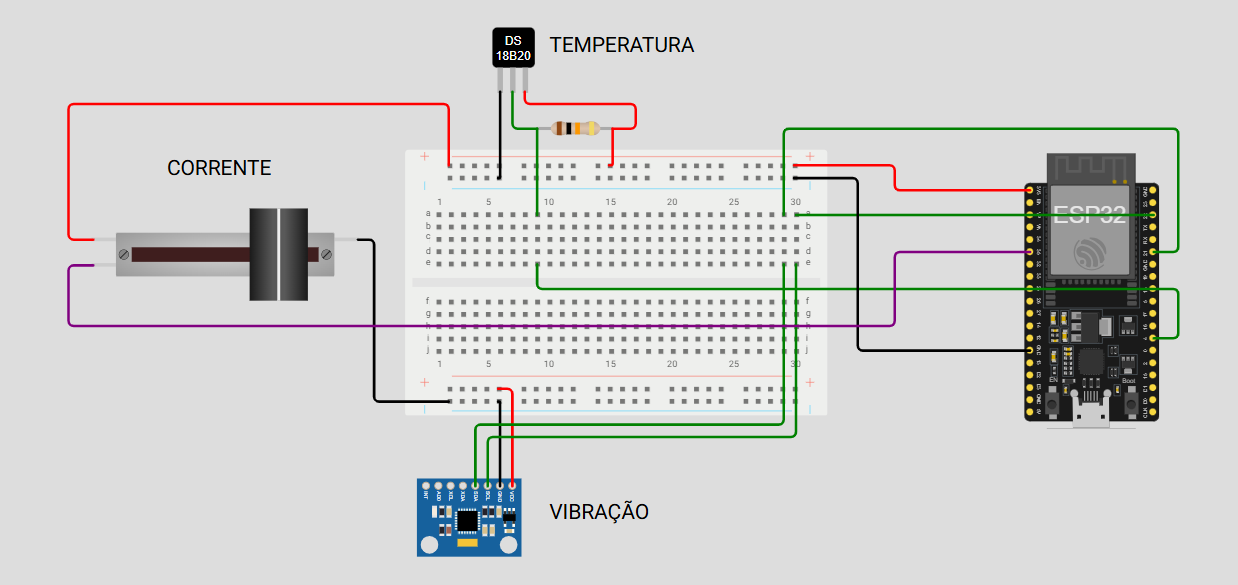 DS
18B20
TEMPERATURA
CORRENTE
+ +
1 5 10 15 20 25 30
a a
b b
c c
d d
e e
f f
g g
h h
i i
j j
1 5 10 15 20 25 30
+ +
ESP32
EN
Boot
INT
AD0
XCL
XDA
SDA
SCL
GND
VCC
VIBRAÇÃO